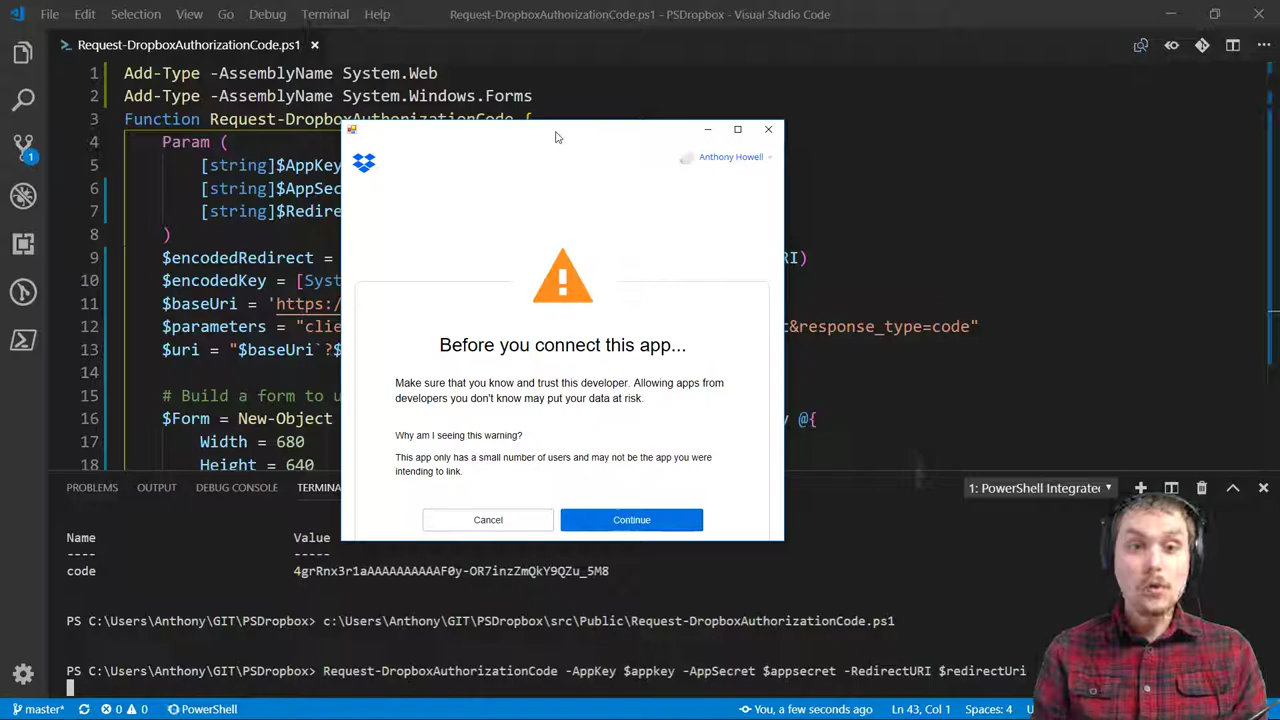 File Edit Selection View Go Debug Terminal Help Request-DropboxAuthorizationCode.ps1 - PSDropbox - Visual Studio Code
Request-DropboxAuthorizationCode.ps1
1 Add-Type -AssemblyName System.Web
2 Add-Type -AssemblyName System.Windows.Forms
3 Function Request-DropboxAuthorizationCode {
4 Param (
5 [string]$AppKey
6 [string]$AppSec
7 [string]$Redire
8 )
9 $encodedRedirect = RI)
10 $encodedKey = [Syst
11 $baseUri = 'https:/
12 $parameters = "clie &response_type=code"
13 $uri = "$baseUri`?$
14
15 # Build a form to u
16 $Form = New-Object @{
17 Width = 680
18 Height = 640
Anthony Howell
Before you connect this app...
Make sure that you know and trust this developer. Allowing apps from
developers you don't know may put your data at risk.
Why am I seeing this warning?
This app only has a small number of users and may not be the app you were
intending to link.
Cancel Continue
PROBLEMS OUTPUT DEBUG CONSOLE TERMINA 1: PowerShell Integrate
Name Value
---- -----
code 4grRnx3r1aAAAAAAAAAAF0y-OR7inzZmQkY9QZu_5M8
PS C:\Users\Anthony\GIT\PSDropbox> c:\Users\Anthony\GIT\PSDropbox\src\Public\Request-DropboxAuthorizationCode.ps1
PS C:\Users\Anthony\GIT\PSDropbox> Request-DropboxAuthorizationCode -AppKey $appkey -AppSecret $appsecret -RedirectURI $redirectUri
master* 0 0 PowerShell You, a few seconds ago Ln 43, Col 1 Spaces: 4